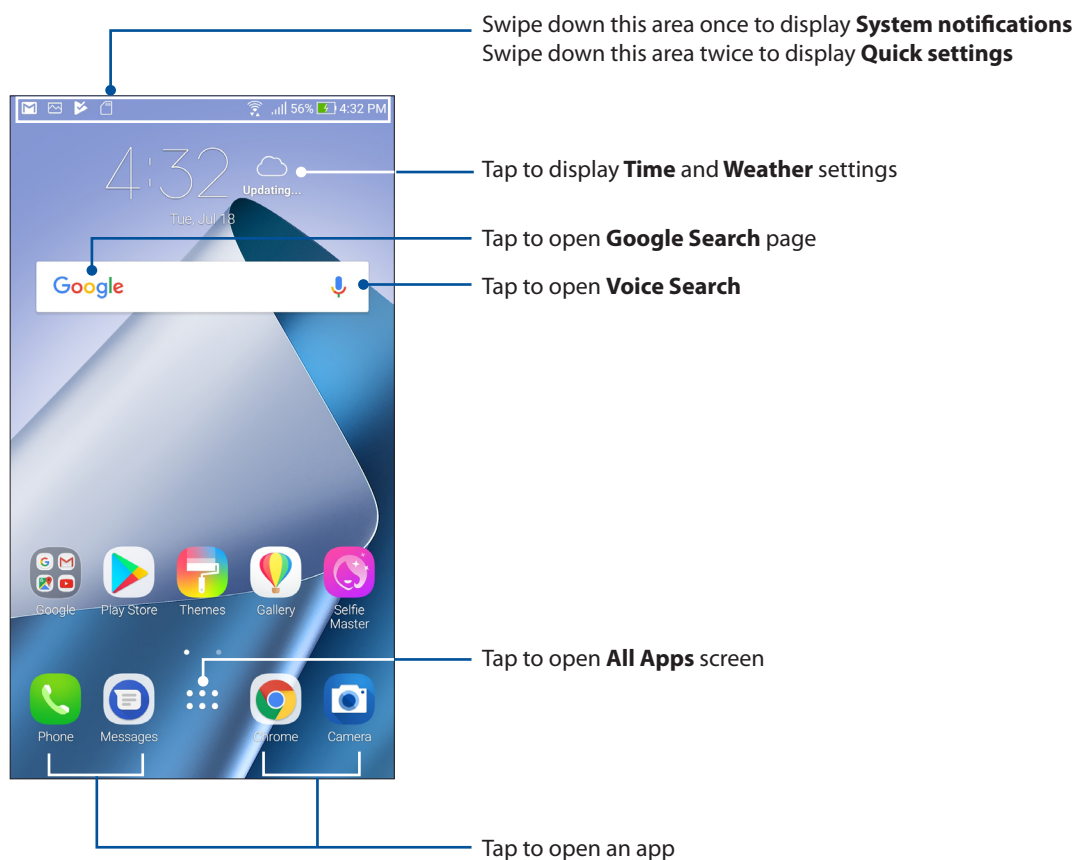 Swipe down this area once to display System notifications
Swipe down this area twice to display Quick settings
56% 4:32 PM
4:32
Updating...
Tue, Jul 18
Tap to display Time and Weather settings
Tap to open Google Search page
Google
Tap to open Voice Search
Google
Play Store
Themes
Gallery
Selfie
Master
Tap to open All Apps screen
Phone
Messages
Chrome
Camera
Tap to open an app